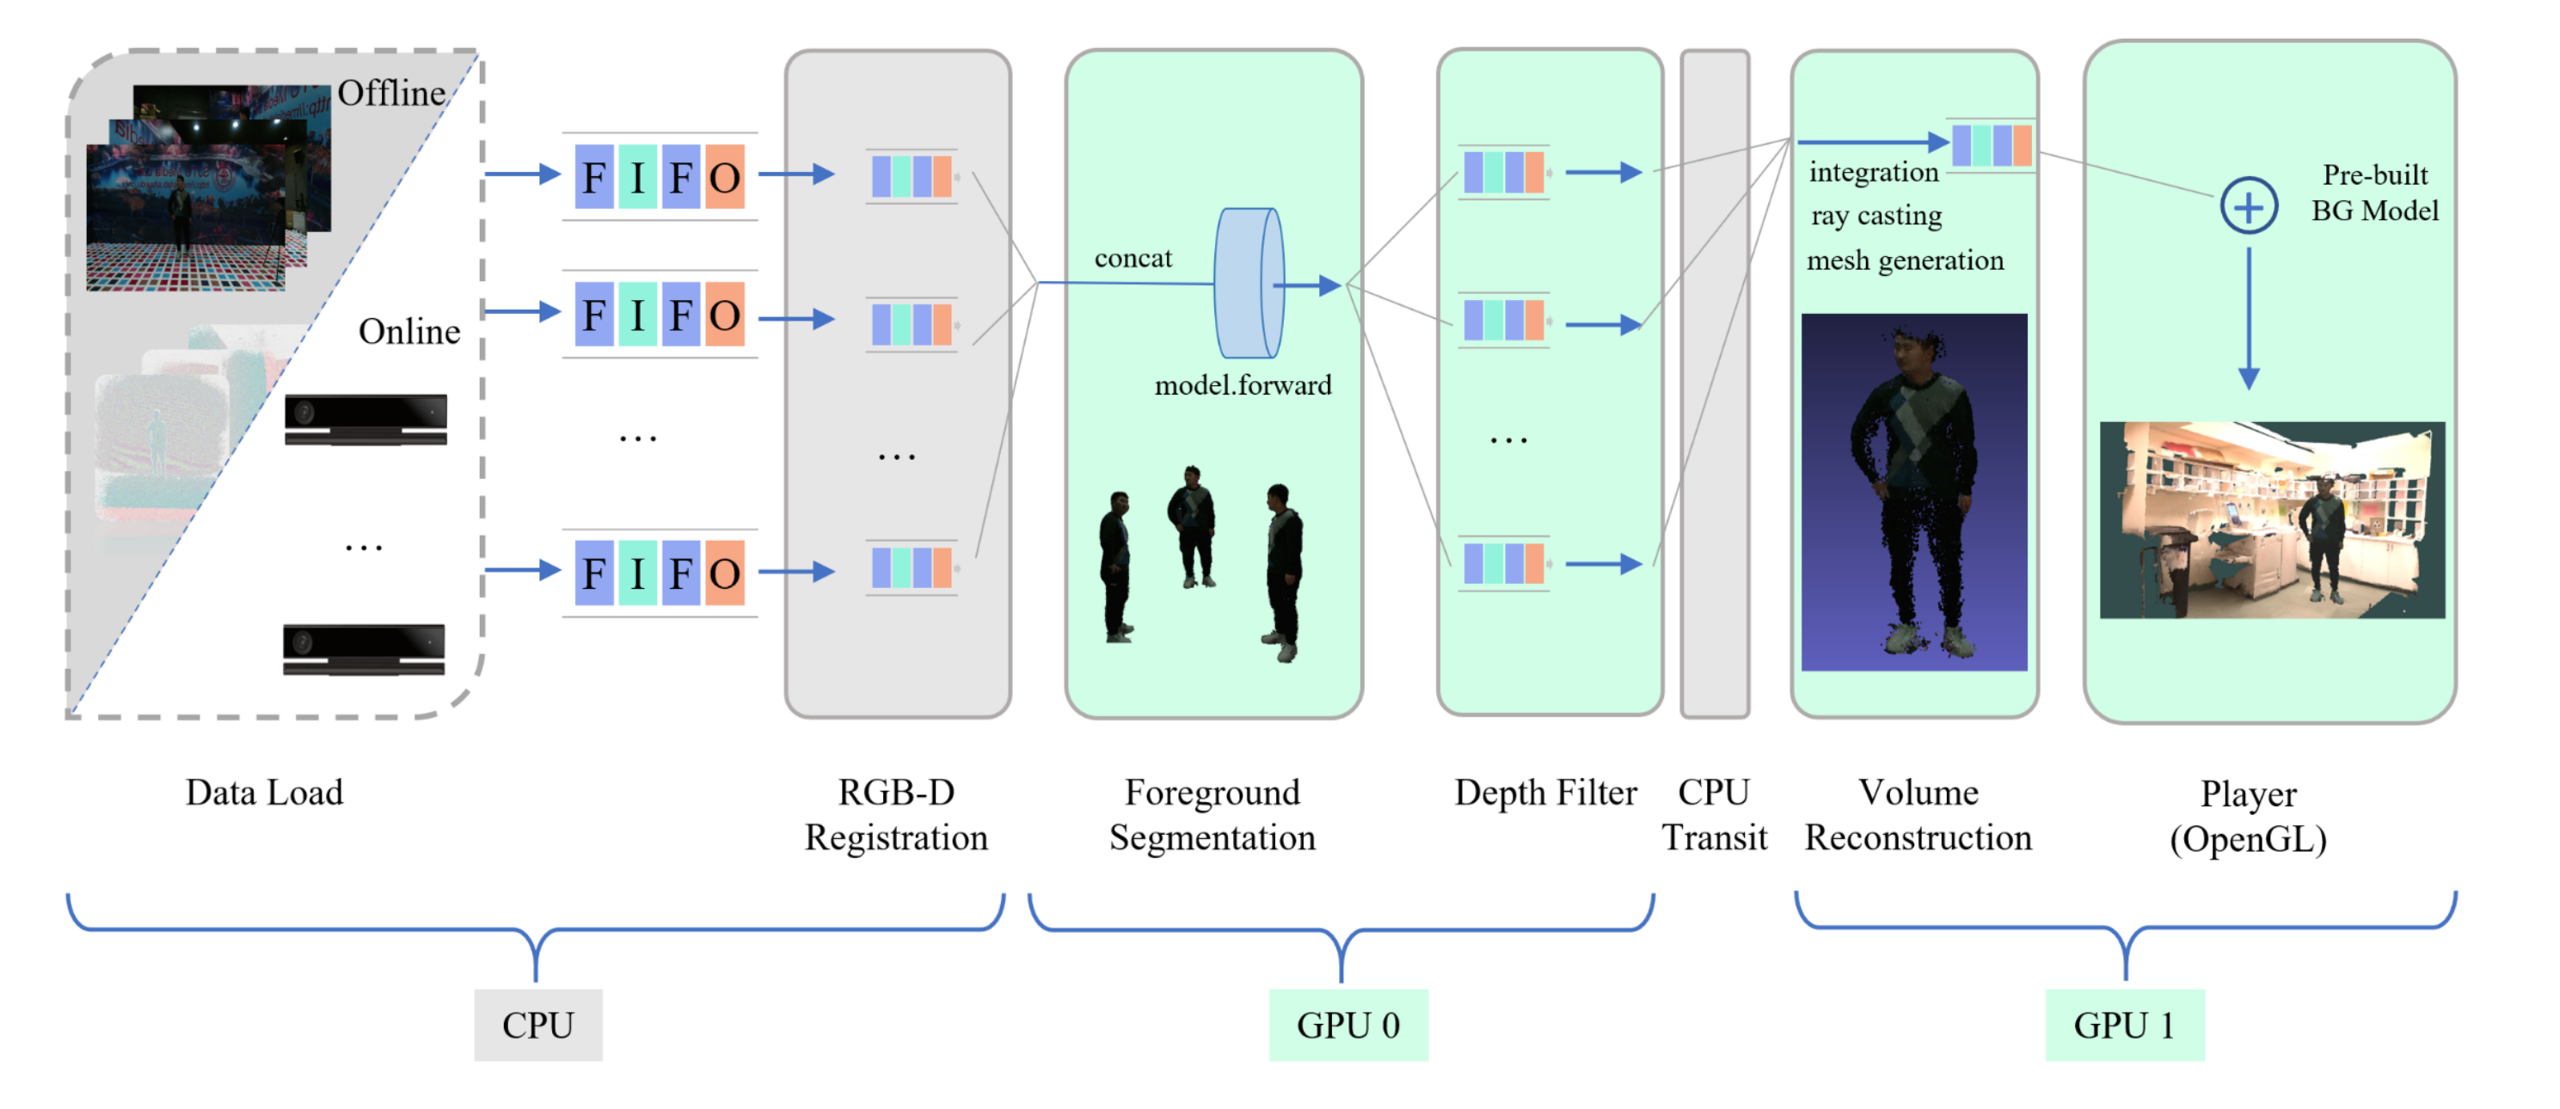 Offline
Online
...
Data Load
F I F O
F I F O
...
F I F O
...
RGB-D
Registration
concat
model.forward
Foreground
Segmentation
...
Depth Filter
CPU
Transit
integration
ray casting
mesh generation
Volume
Reconstruction
Pre-built
BG Model
Player
(OpenGL)
CPU
GPU 0
GPU 1